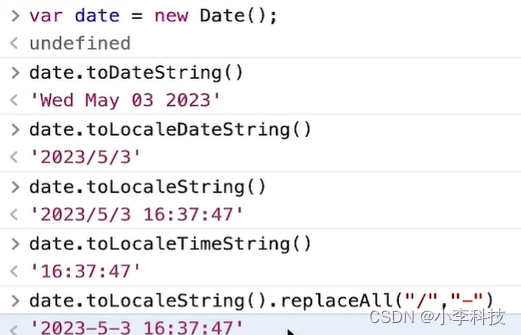 > var date = new Date();
< undefined
> date.toDateString()
< 'Wed May 03 2023'
> date.toLocaleDateString()
< '2023/5/3'
> date.toLocaleString()
< '2023/5/3 16:37:47'
> date.toLocaleTimeString()
< '16:37:47'
> date.toLocaleString().replaceAll("/","-")
< '2023-5-3 16:37:47'
CSDN @小李科技